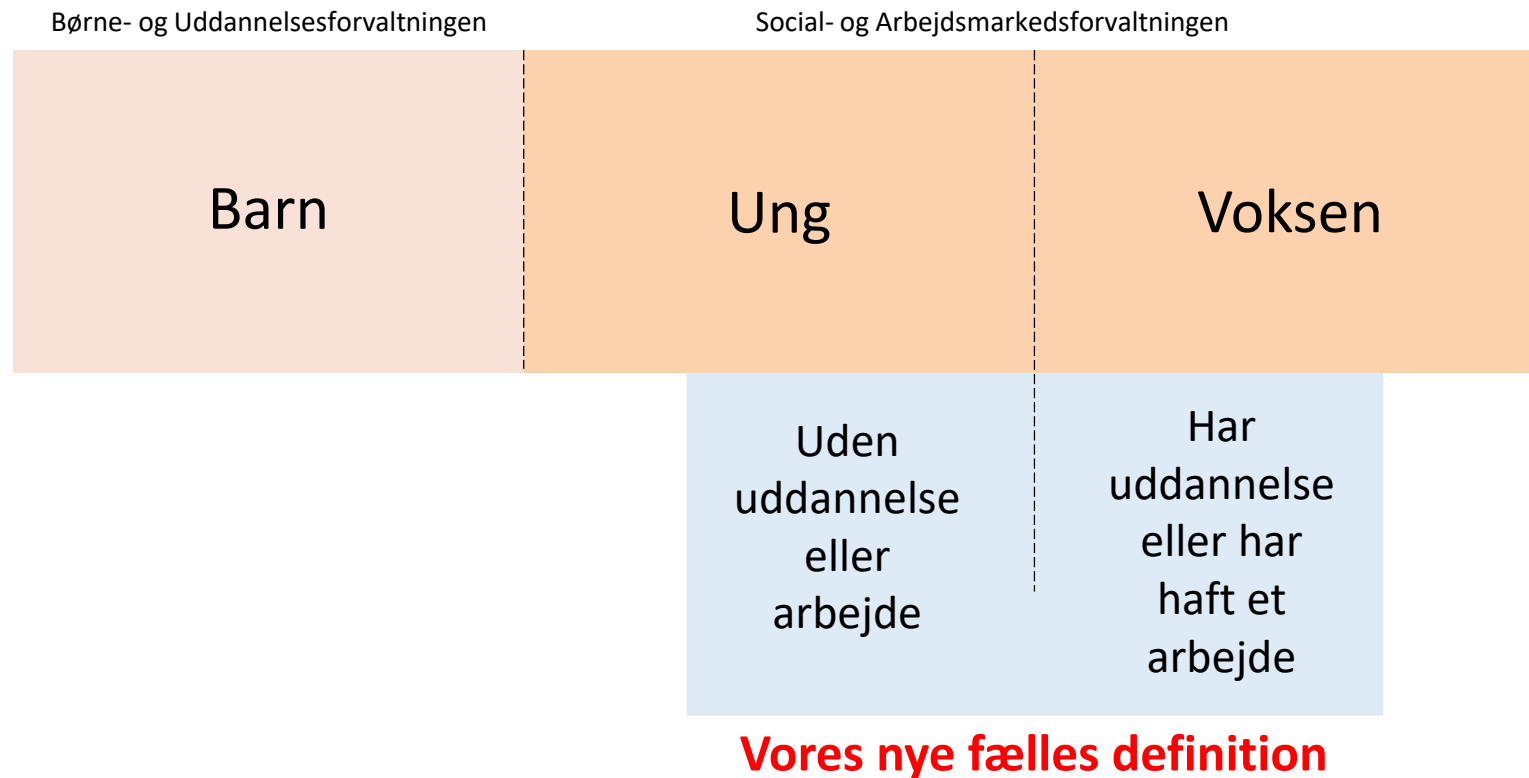 Børne- og Uddannelsesforvaltningen
Social- og Arbejdsmarkedsforvaltningen
Barn
Ung
Voksen
Uden
uddannelse
eller
arbejde
Har
uddannelse
eller har
haft et
arbejde
Vores nye fælles definition